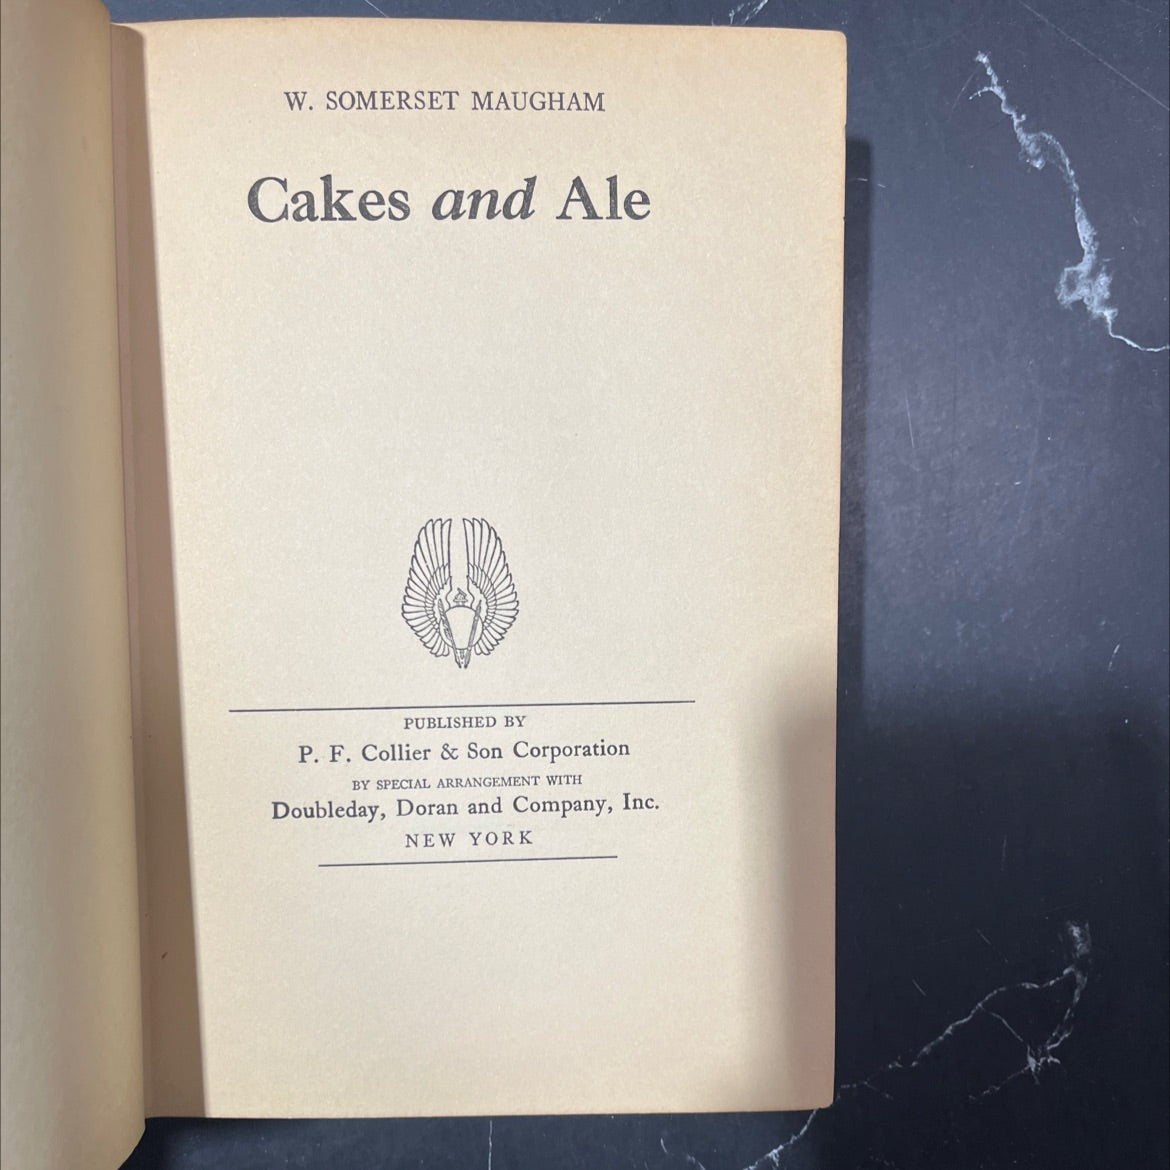 W. SOMERSET MAUGHAM
Cakes and Ale
PUBLISHED BY
P. F. Collier & Son Corporation
BY SPECIAL ARRANGEMENT WITH
Doubleday, Doran and Company, Inc.
NEW YORK